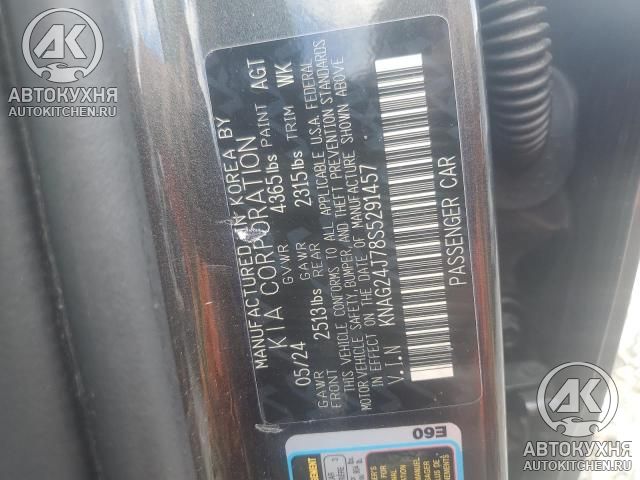 AK
АВТОКУХНЯ
AUTOKITCHEN.RU
MANUFACTURED IN KOREA BY
KIA CORPORATION
05/24 GVWR 4365lbs PAINT AGT
GAWR FRONT 2513lbs GAWR REAR 2315lbs TRIM WK
THIS VEHICLE CONFORMS TO ALL APPLICABLE U.S.A. FEDERAL
MOTOR VEHICLE SAFETY, BUMPER, AND THEFT PREVENTION STANDARDS
IN EFFECT ON THE DATE OF MANUFACTURE SHOWN ABOVE
V.I.N KNAG24J78S5291457
PASSENGER CAR
E60
AK
АВТОКУХНЯ
AUTOKITCHEN.RU